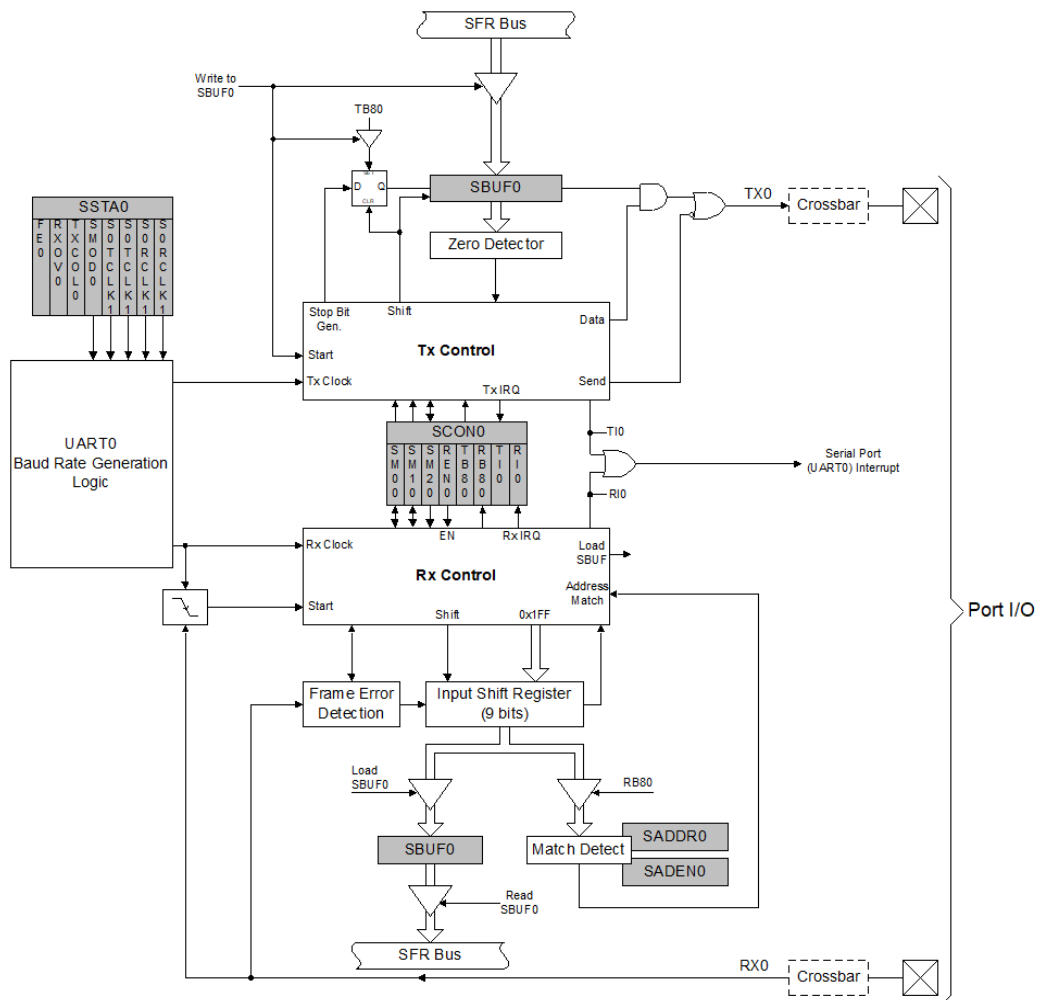 SFR Bus
Write to
SBUF0
TB80
SET
D
Q
CLR
SBUF0
TX0
Crossbar
SSTA0
FE0
RXOV0
TXCOL0
SMOD0
S0TCLK1
S0TCLK1
S0RCLK1
S0RCLK1
Zero Detector
Stop Bit
Gen.
Shift
Data
Tx Control
Start
Tx Clock
Tx IRQ
Send
UART0
Baud Rate Generation
Logic
SCON0
SM00
SM10
SM20
REN0
TB80
RB80
TI0
RI0
TI0
Serial Port
(UART0) Interrupt
RI0
EN
Rx IRQ
Rx Clock
Load
SBUF
Rx Control
Address
Match
Start
Shift
0x1FF
Port I/O
Frame Error
Detection
Input Shift Register
(9 bits)
Load
SBUF0
RB80
SBUF0
Match Detect
SADDR0
SADEN0
Read
SBUF0
SFR Bus
RX0
Crossbar